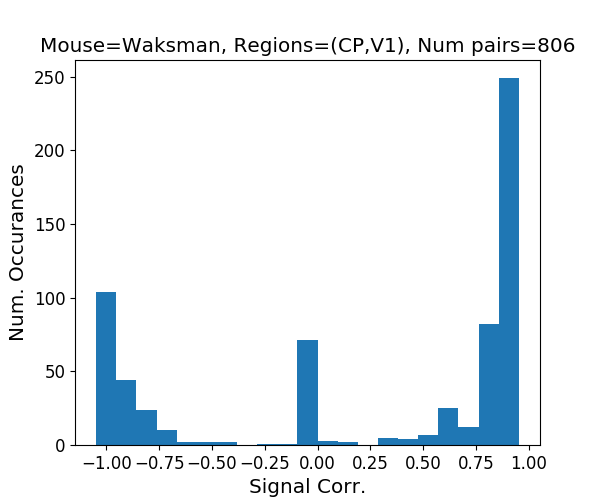 Mouse=Waksman, Regions=(CP,V1), Num pairs=806
250
200
150
100
50
0
Num. Occurances
−1.00 −0.75 −0.50 −0.25 0.00 0.25 0.50 0.75 1.00
Signal Corr.